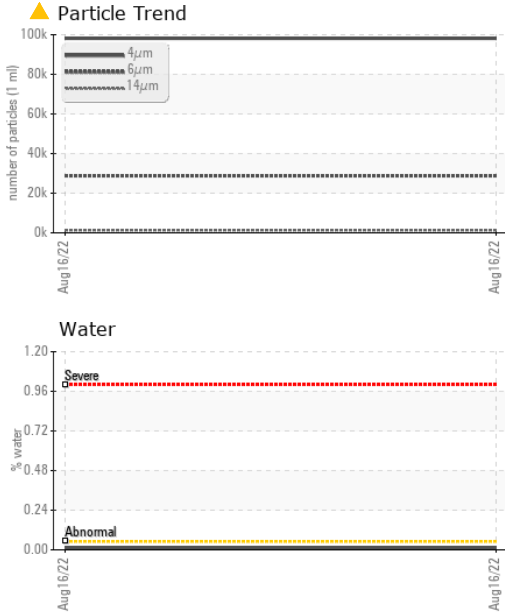 Particle Trend
100k
80k
60k
40k
20k
0k
number of particles (1 ml)
4µm
6µm
14µm
Aug16/22
Aug16/22
Water
1.20
0.96
0.72
0.48
0.24
0.00
% water
Severe
Abnormal
Aug16/22
Aug16/22